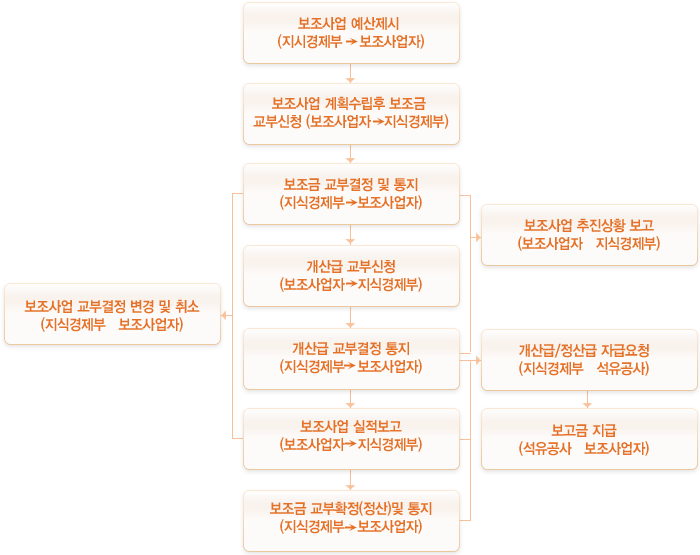 보조사업 예산제시
(지시경제부 → 보조사업자)
보조사업 계획수립후 보조금
교부신청 (보조사업자→지식경제부)
보조금 교부결정 및 통지
(지식경제부→보조사업자)
보조사업 추진상황 보고
(보조사업자 지식경제부)
개산급 교부신청
(보조사업자→지식경제부)
보조사업 교부결정 변경 및 취소
(지식경제부 보조사업자)
개산급 교부결정 통지
(지식경제부→보조사업자)
개산급/정산급 자급요청
(지식경제부 석유공사)
보조사업 실적보고
(보조사업자→지식경제부)
보고금 지급
(석유공사 보조사업자)
보조금 교부확정(정산)및 통지
(지식경제부→보조사업자)